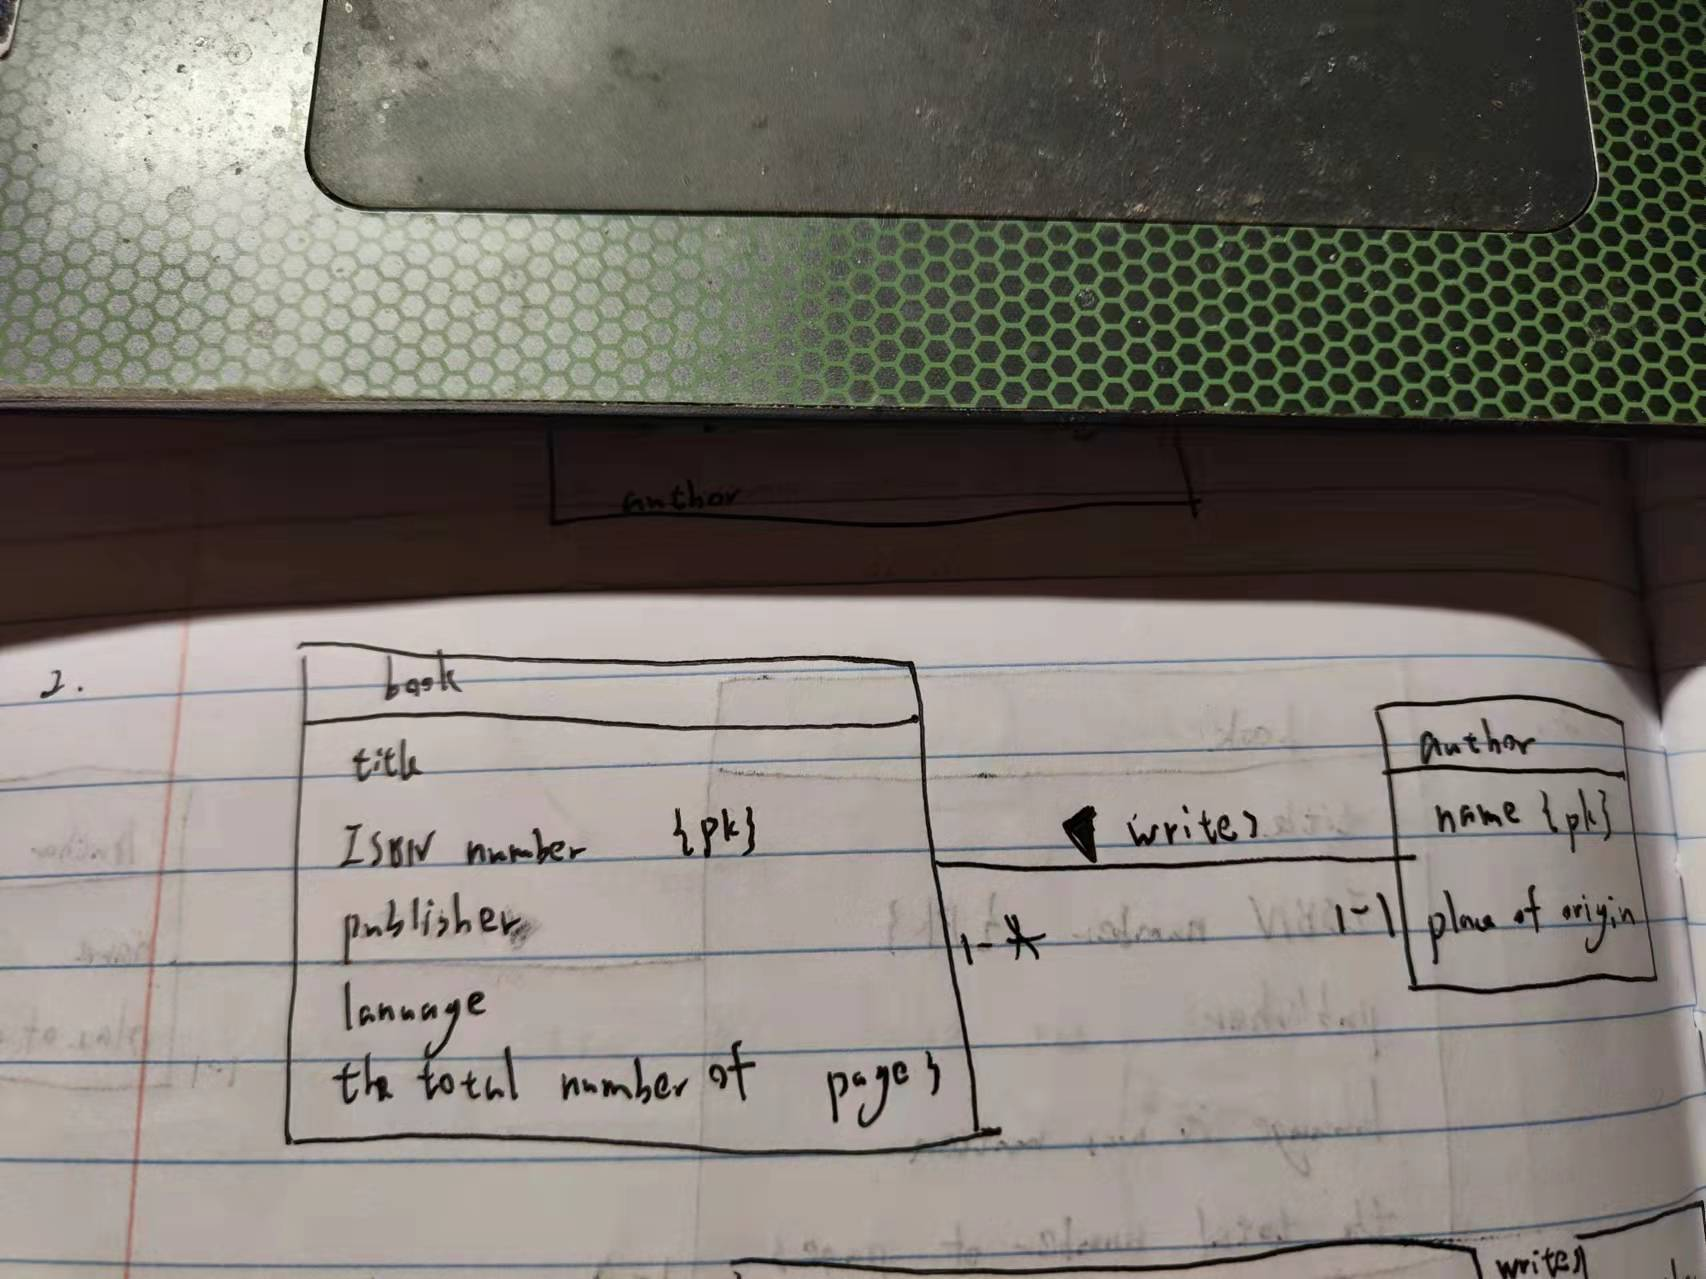 author
2.
book
title
ISBN number {pk}
publisher
lanuage
the total number of pages
writes
1-*
1-1
author
name {pk}
place of origin
writes